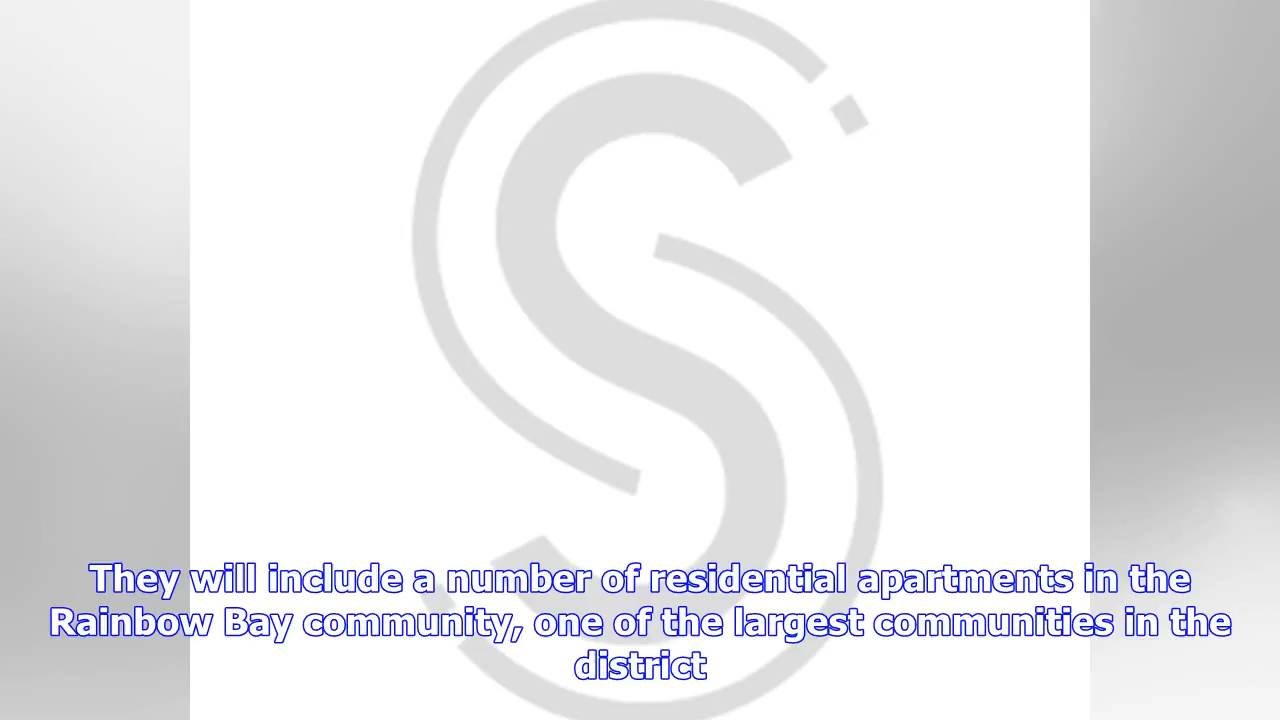 They will include a number of residential apartments in the
Rainbow Bay community, one of the largest communities in the
district